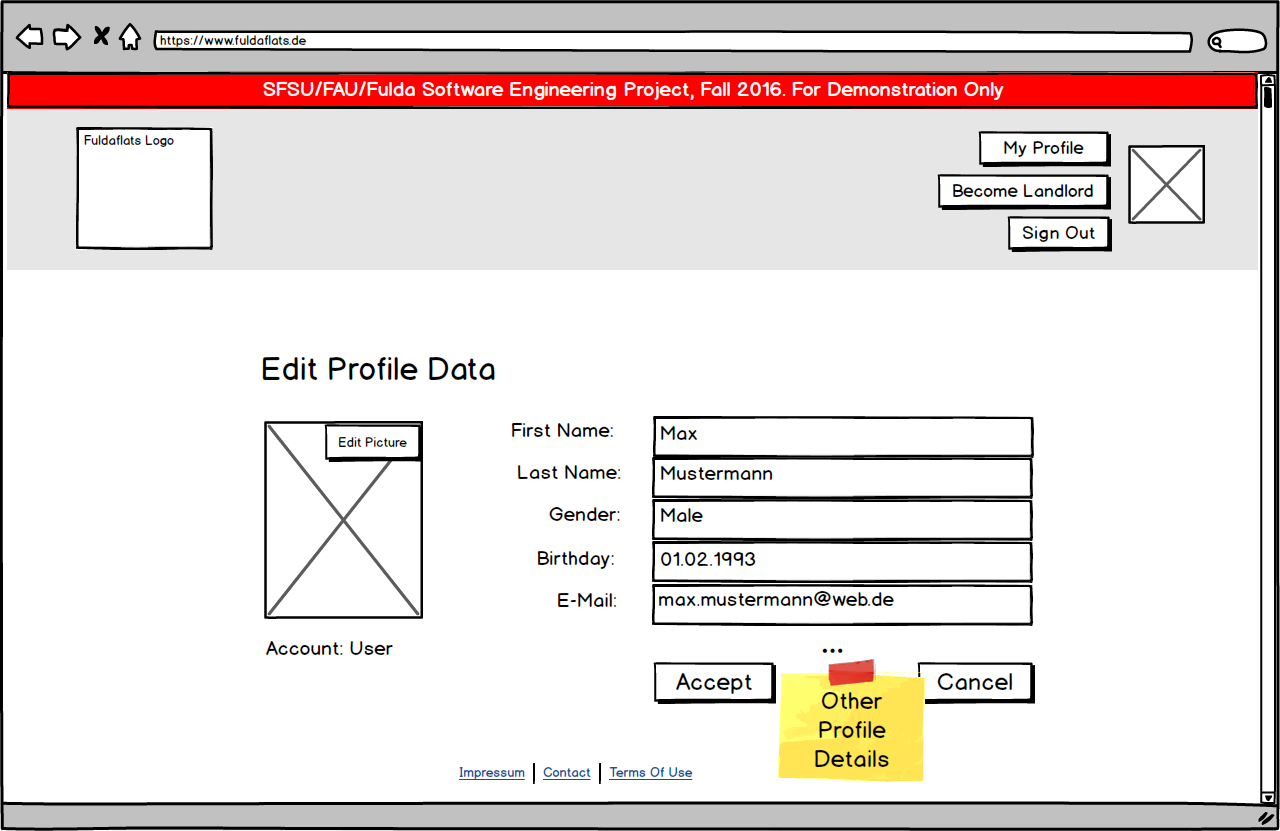 https://www.fuldaflats.de
SFSU/FAU/Fulda Software Engineering Project, Fall 2016. For Demonstration Only
Fuldaflats Logo
My Profile
Become Landlord
Sign Out
Edit Profile Data
Edit Picture
Account: User
First Name: Max
Last Name: Mustermann
Gender: Male
Birthday: 01.02.1993
E-Mail: max.mustermann@web.de
...
Accept
Other
Profile
Details
Cancel
Impressum | Contact | Terms Of Use